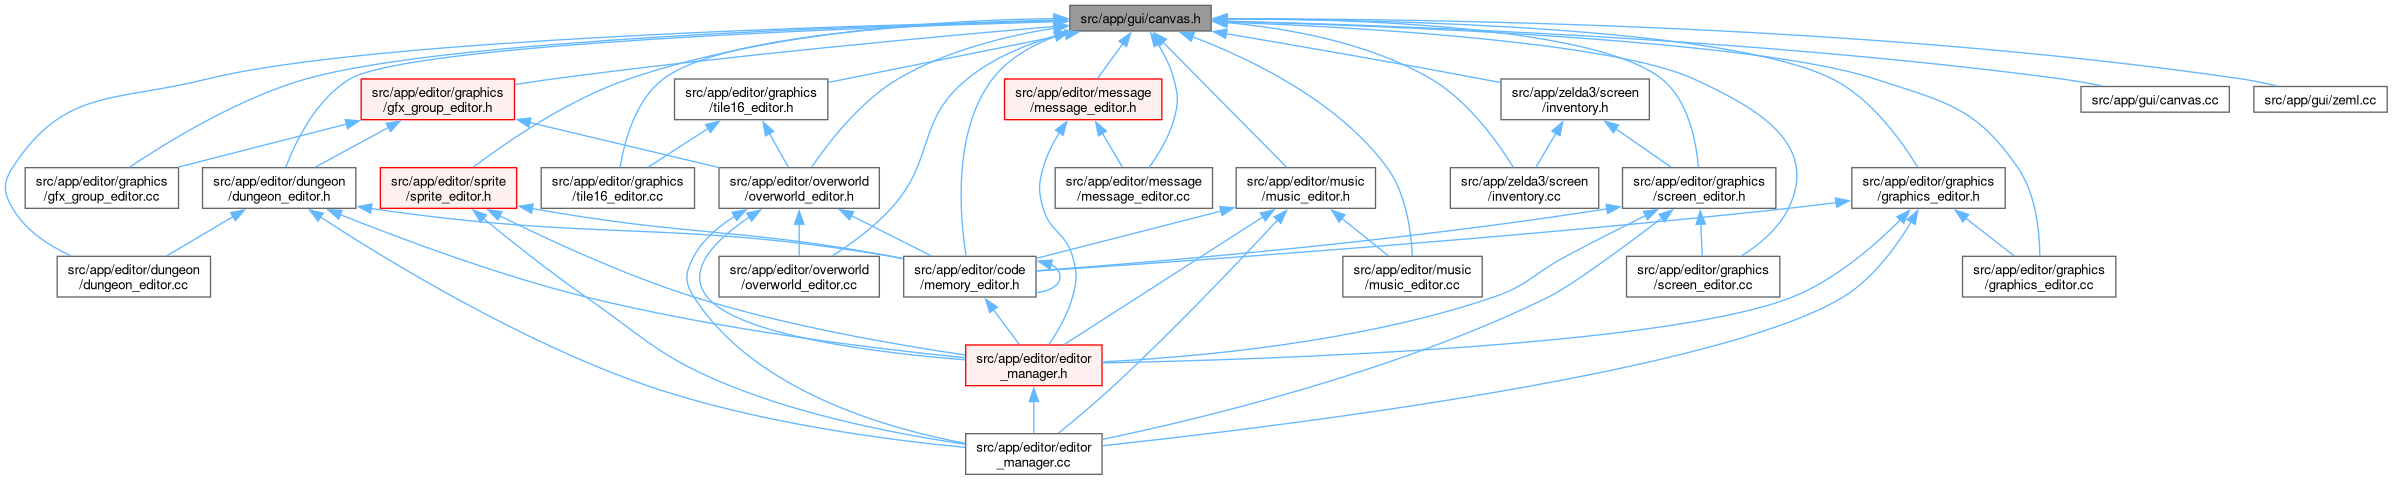 src/app/gui/canvas.h
src/app/editor/graphics
/gfx_group_editor.h
src/app/editor/graphics
/tile16_editor.h
src/app/editor/message
/message_editor.h
src/app/zelda3/screen
/inventory.h
src/app/gui/canvas.cc
src/app/gui/zeml.cc
src/app/editor/graphics
/gfx_group_editor.cc
src/app/editor/dungeon
/dungeon_editor.h
src/app/editor/sprite
/sprite_editor.h
src/app/editor/graphics
/tile16_editor.cc
src/app/editor/overworld
/overworld_editor.h
src/app/editor/message
/message_editor.cc
src/app/editor/music
/music_editor.h
src/app/zelda3/screen
/inventory.cc
src/app/editor/graphics
/screen_editor.h
src/app/editor/graphics
/graphics_editor.h
src/app/editor/dungeon
/dungeon_editor.cc
src/app/editor/overworld
/overworld_editor.cc
src/app/editor/code
/memory_editor.h
src/app/editor/music
/music_editor.cc
src/app/editor/graphics
/screen_editor.cc
src/app/editor/graphics
/graphics_editor.cc
src/app/editor/editor
_manager.h
src/app/editor/editor
_manager.cc